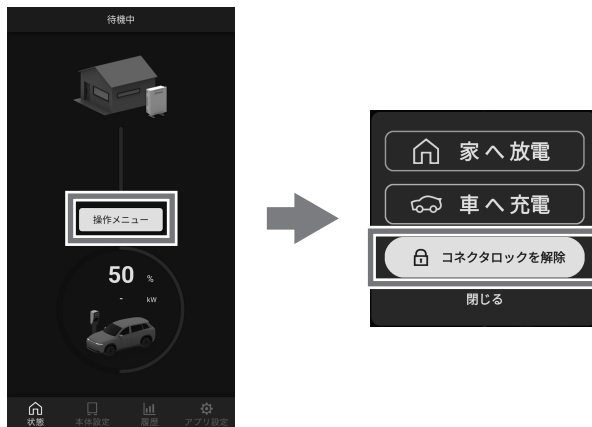 待機中
操作メニュー
50 %
- kW
状態 本体設定 履歴 アプリ設定
家へ放電
車へ充電
コネクタロックを解除
閉じる